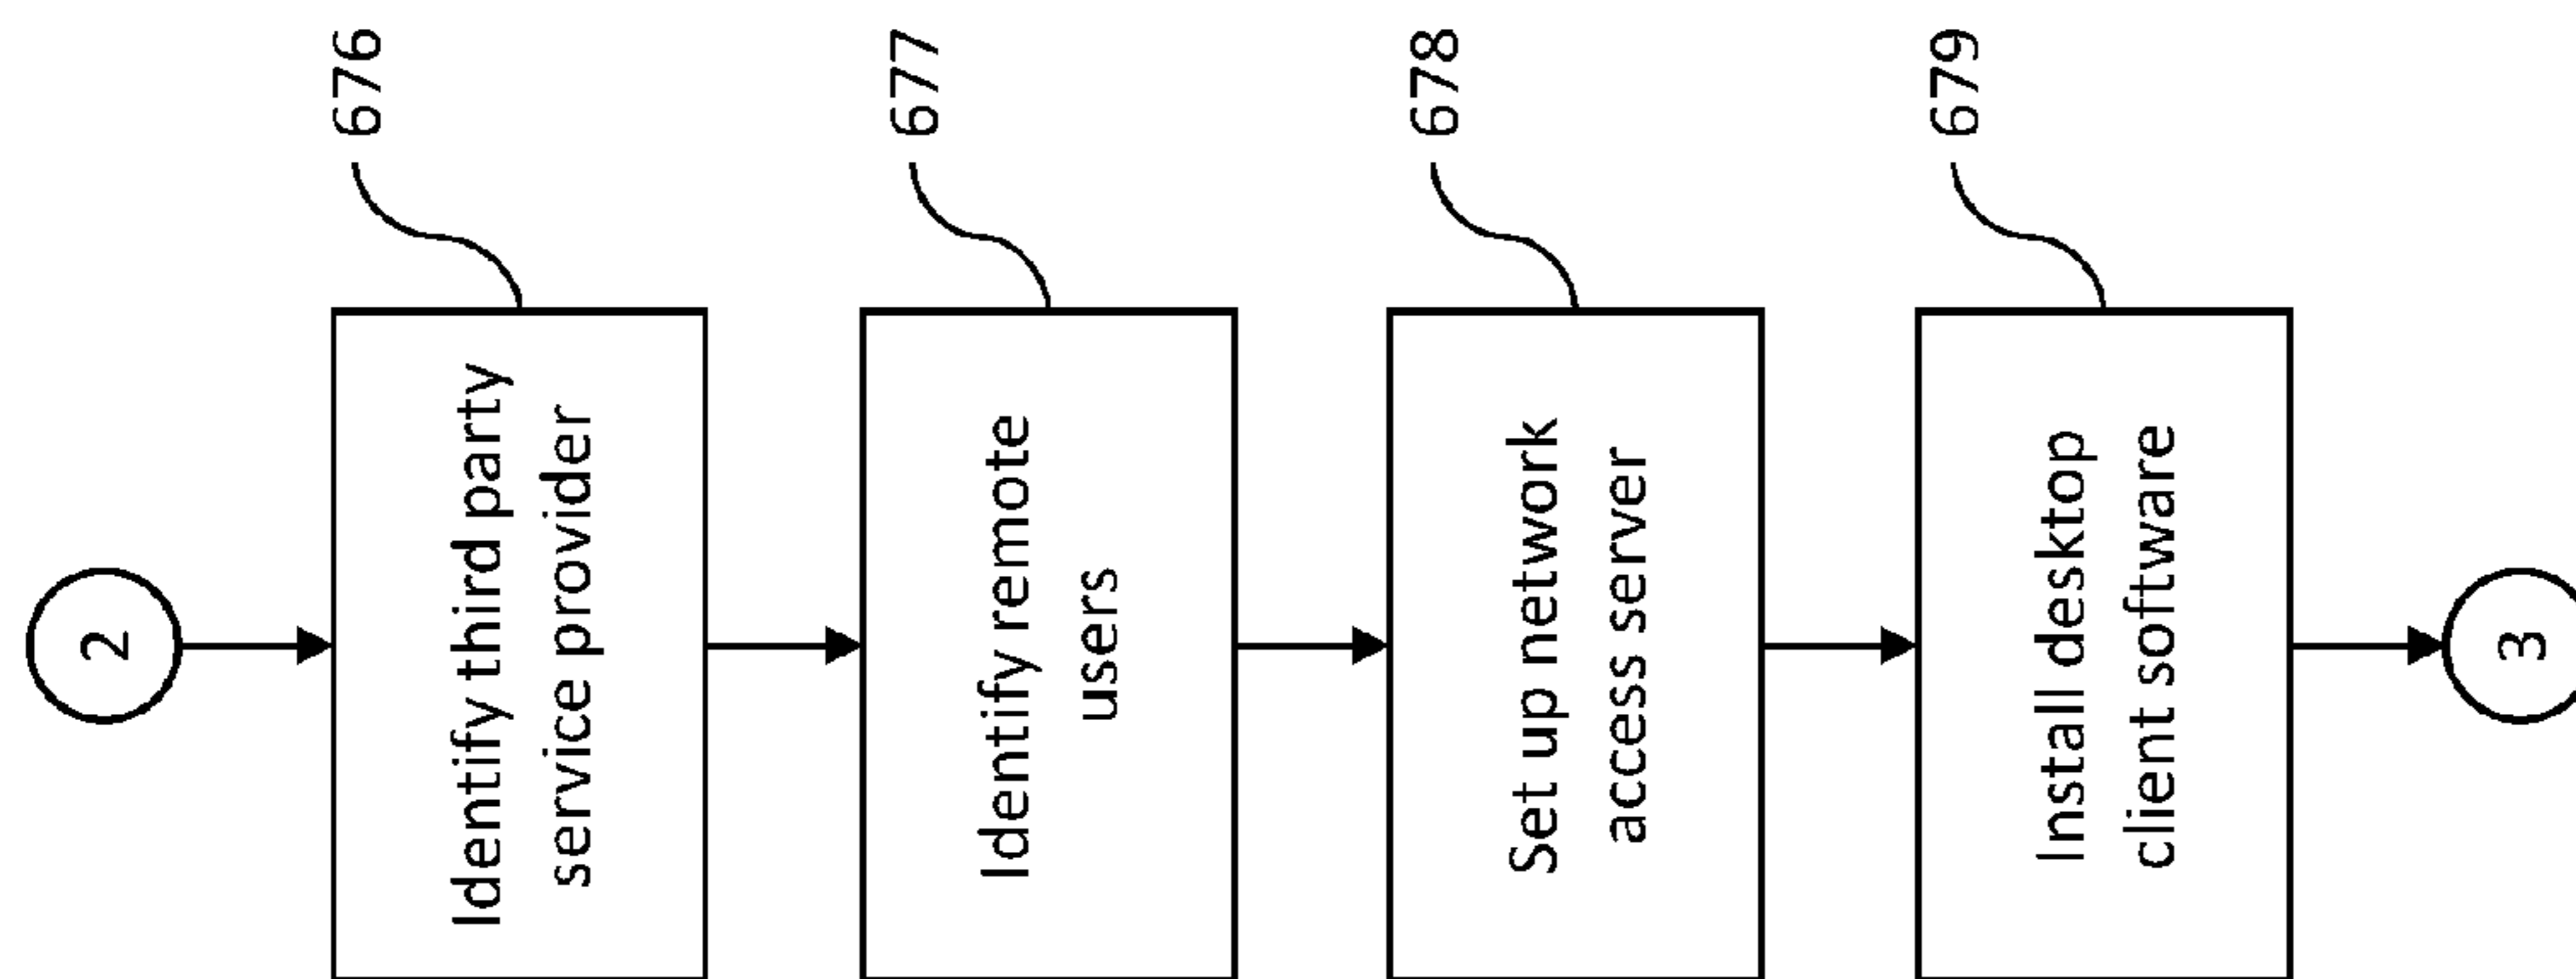 2
Identify third party
service provider
676
Identify remote
users
677
Set up network
access server
678
Install desktop
client software
679
3